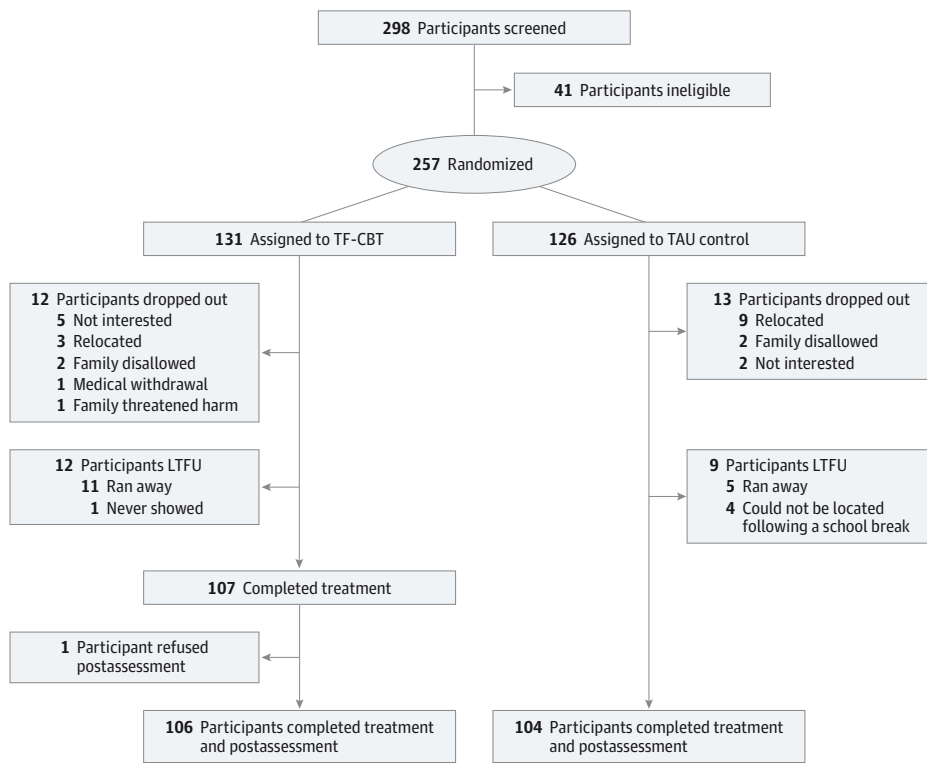 298 Participants screened
41 Participants ineligible
257 Randomized
131 Assigned to TF-CBT
126 Assigned to TAU control
12 Participants dropped out
5 Not interested
3 Relocated
2 Family disallowed
1 Medical withdrawal
1 Family threatened harm
13 Participants dropped out
9 Relocated
2 Family disallowed
2 Not interested
12 Participants LTFU
11 Ran away
1 Never showed
9 Participants LTFU
5 Ran away
4 Could not be located
following a school break
107 Completed treatment
1 Participant refused
postassessment
106 Participants completed treatment
and postassessment
104 Participants completed treatment
and postassessment